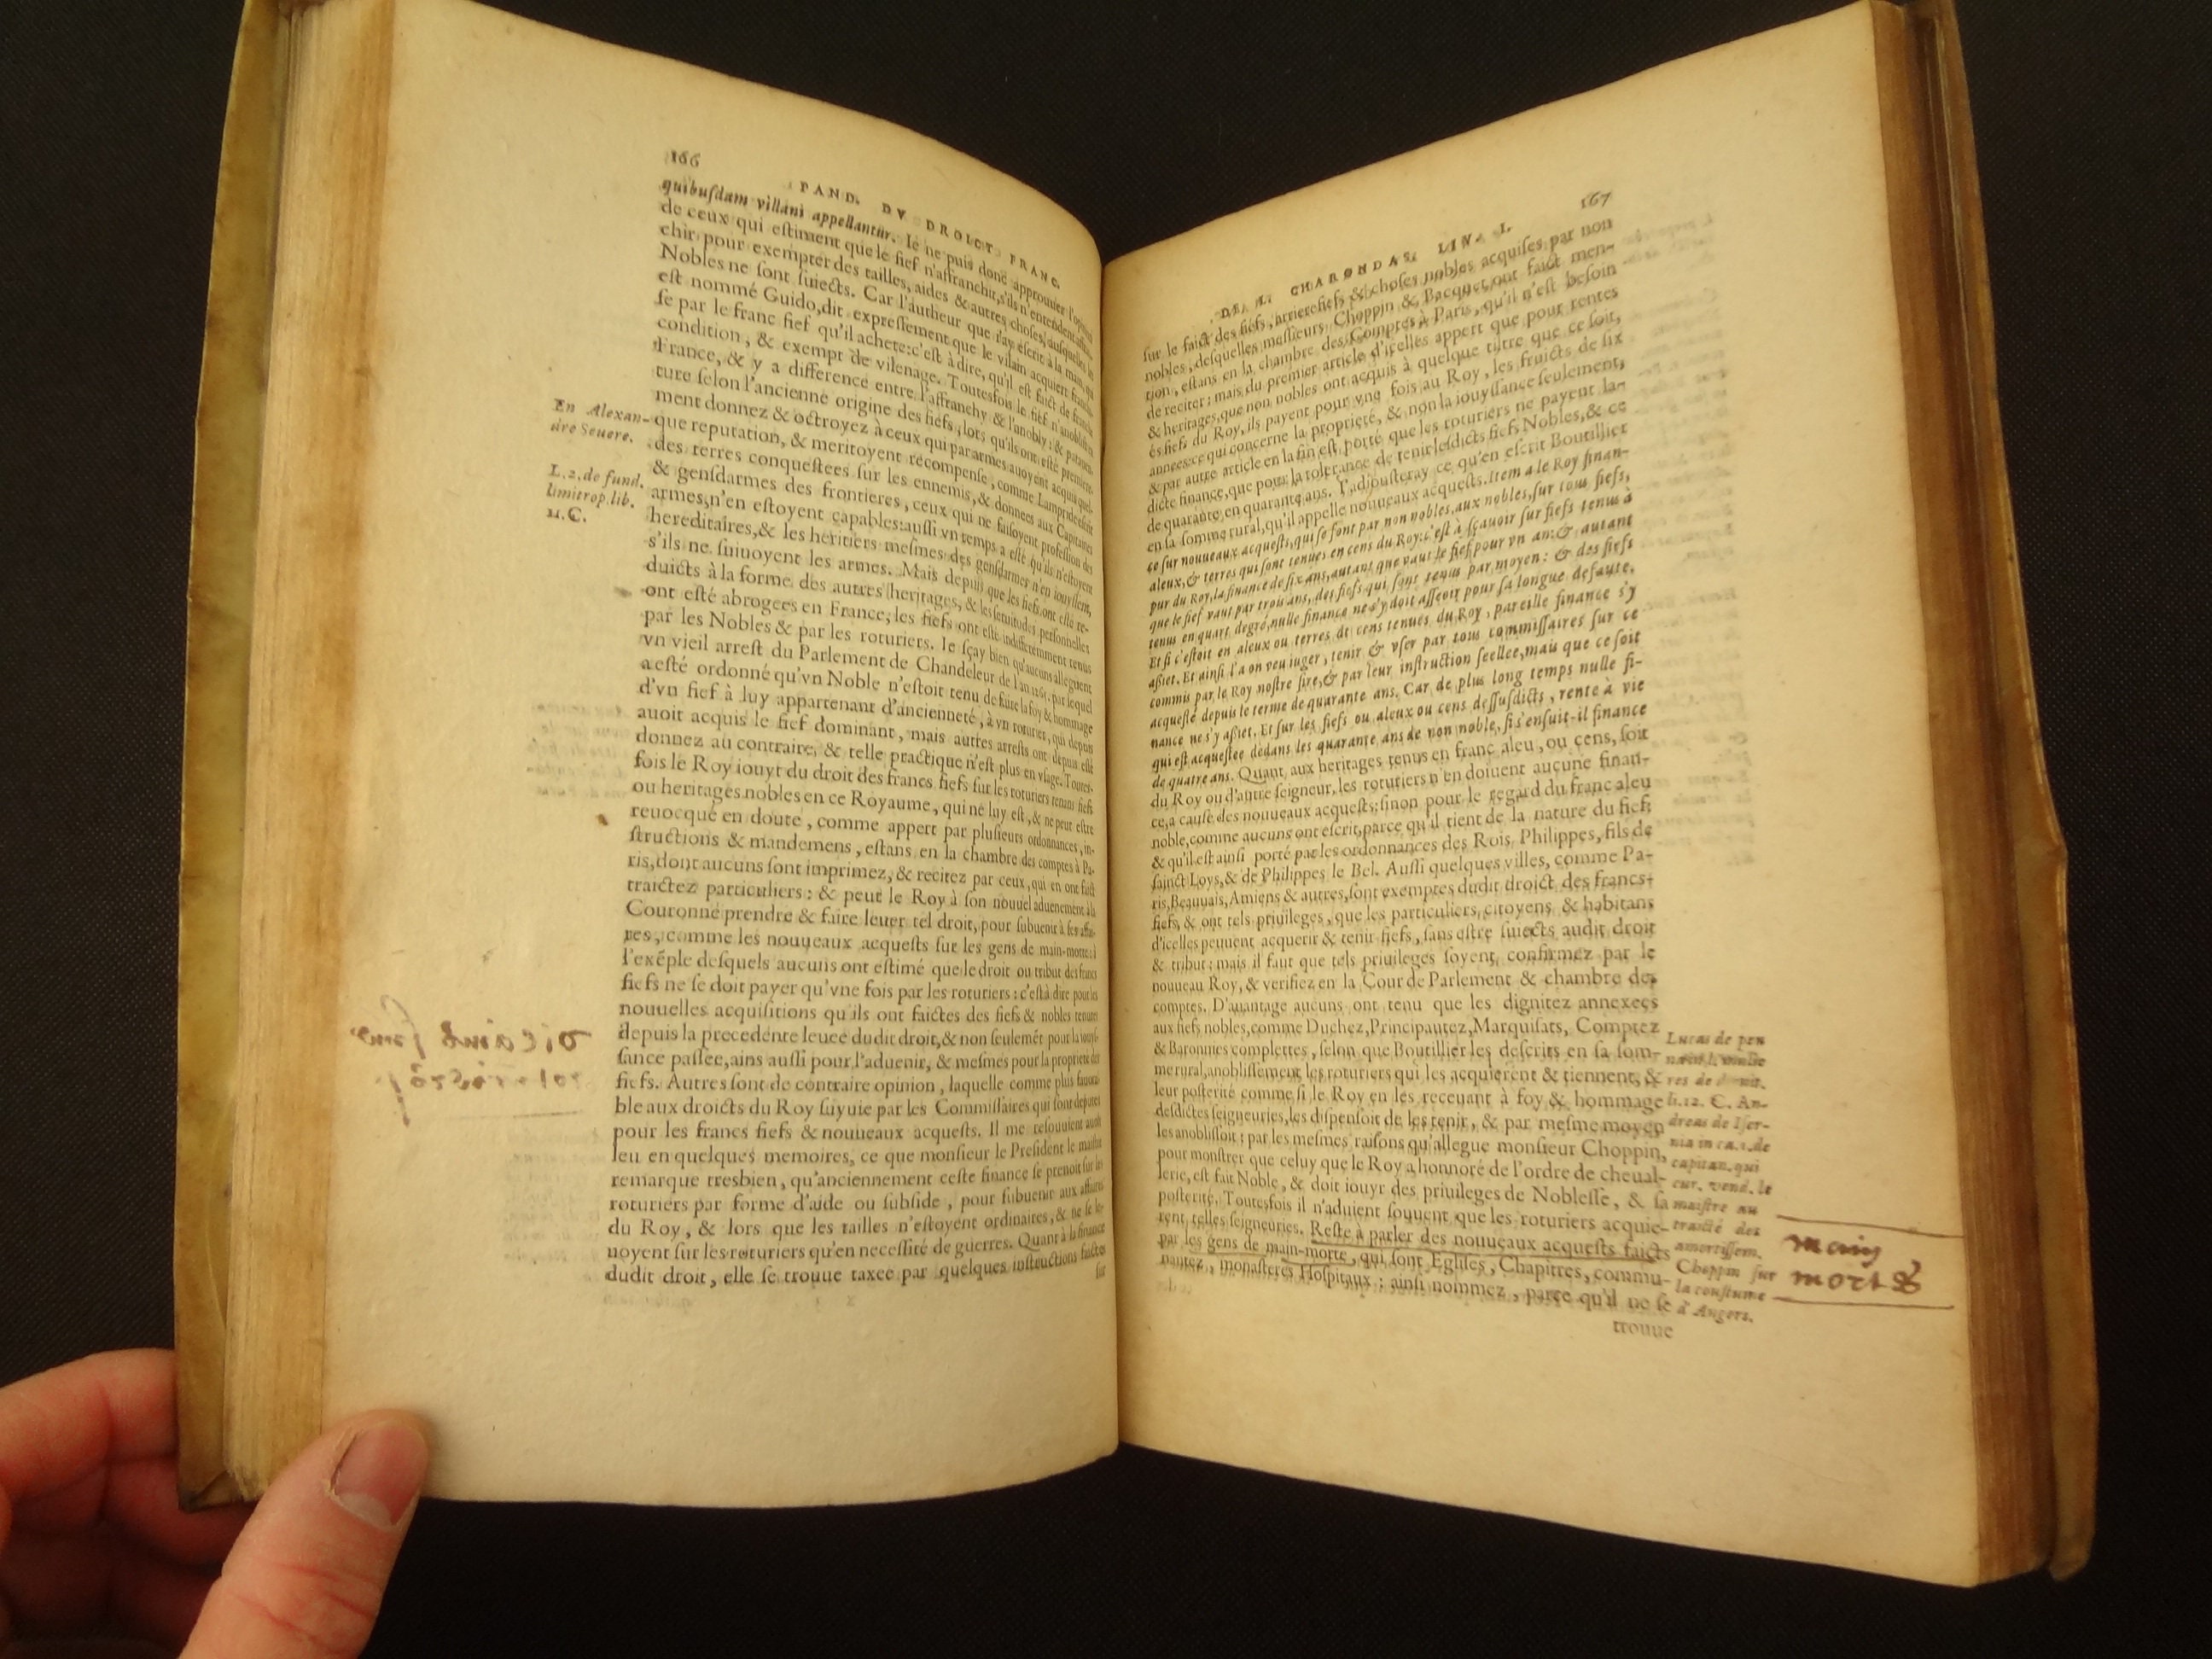 166
PAND. DV DROICT FRANC.
quibuſdam villani appellantur. Ie ne puis donc approuuer l'opinion
de ceux qui eſtiment que le fief n'affranchit, s'ils n'entendent
chir pour exempter des tailles, aides & autres choſes, auſquelles les
Nobles ne ſont ſuiects. Car l'autheur que i'ay eſcrit à la main, qui
eſt nommé Guido, dit expreſſement que le vilain acquiert franchi-
ſe par le franc fief qu'il achete: c'eſt à dire, qu'il eſt faict de franche
condition, & exempt de vilenage. Toutesfois le fief n'anobliſt en
France, & y a difference entre l'affranchy & l'anobly: &
ture ſelon l'ancienne origine des fiefs, lors qu'ils ont eſté premiere-
ment donnez & octroyez à ceux qui par armes auoyent acquis quel-
que reputation, & meritoyent recompenſe, comme Lampride eſcrit
des terres conqueſtees ſur les ennemis, & donnees aux Capitaines
& genſdarmes des frontieres, ceux qui ne faiſoyent profeſſion des
armes, n'en eſtoyent capables: auſſi vn temps a eſté qu'ils n'eſtoyent
hereditaires, & les heritiers meſmes des genſdarmes n'en iouyſſent,
s'ils ne ſuiuoyent les armes. Mais depuis que les fiefs ont eſté re-
duicts à la forme des autres heritages, & les ſeruitudes perſonnelles
ont eſté abrogees en France, les fiefs ont eſté indifferemment tenus
par les Nobles & par les roturiers. Ie ſçay bien qu'aucuns alleguent
vn vieil arreſt du Parlement de Chandeleur de l'an 1261. par lequel
a eſté ordonné qu'vn Noble n'eſtoit tenu de faire la foy & hommage
d'vn fief à luy appartenant d'ancienneté, à vn roturier, qui depuis
auoit acquis le fief dominant, mais autres arreſts ont depuis eſté
donnez au contraire, & telle practique n'eſt plus en vſage. Toutes-
fois le Roy iouyt du droit des francs fiefs ſur les roturiers tenans fiefs
ou heritages nobles en ce Royaume, qui ne luy eſt, & ne peut eſtre
reuocqué en doute, comme appert par pluſieurs ordonnances, in-
ſtructions & mandemens, eſtans en la chambre des comptes à Pa-
ris, dont aucuns ſont imprimez, & recitez par ceux, qui en ont faict
traictez particuliers: & peut le Roy à ſon nouuel aduenement à la
Couronne prendre & faire leuer tel droit, pour ſubuenir à ſes affai-
res, comme les nouueaux acqueſts ſur les gens de main-morte: à
l'exẽple deſquels aucuns ont eſtimé que le droit ou tribut des francs
fiefs ne ſe doit payer qu'vne fois par les roturiers: c'eſt à dire pour les
nouuelles acquiſitions qu'ils ont faictes des fiefs & nobles tenures
depuis la precedente leuee dudit droit, & non ſeulemẽt pour la iouyſ-
ſance paſſee, ains auſſi pour l'aduenir, & meſmes pour la proprieté des
fiefs. Autres ſont de contraire opinion, laquelle comme plus fauora-
ble aux droicts du Roy ſuyuie par les Commiſſaires qui ſont deputez
pour les francs fiefs & nouueaux acqueſts. Il me reſouuient auoir
leu en quelques memoires, ce que monſieur le Preſident le maiſtre
remarque tresbien, qu'anciennement ceſte finance ſe prenoit ſur les
roturiers par forme d'aide ou ſubſide, pour ſubuenir aux affaires
du Roy, & lors que les tailles n'eſtoyent ordinaires, & ne ſe le-
uoyent ſur les roturiers qu'en neceſſité de guerres. Quant à la finance
dudit droit, elle ſe trouue taxee par quelques inſtructions faictes
ſur
En Alexan-
dre Seuere.
L. 2. de fund.
limitrop. lib.
11. C.
167
DE L. CHARONDAS. LIV. I.
ſur le faict des fiefs, arrierefiefs & choſes nobles acquiſes par non
nobles, deſquelles meſſieurs Choppin & Bacquet, ont faict men-
tion, eſtans en la chambre des Comptes à Paris, qu'il n'eſt beſoin
de reciter: mais du premier article d'icelles appert que pour rentes
& heritages, que non nobles ont acquis à quelque tiltre que ce ſoit,
és fiefs du Roy, ils payent pour vne fois au Roy, les fruicts de ſix
annees: ce qui concerne la proprieté, & non la iouyſſance ſeulement,
& par autre article en la fin eſt porté que les roturiers ne payent la-
dicte finance, que pour la tolerance de tenir leſdicts fiefs Nobles, & ce
de quarante, en quarante ans. I'adiouſteray ce qu'en eſcrit Boutillier
en ſa ſomme rural, qu'il appelle nouueaux acqueſts. Item a le Roy finan-
ce ſur nouueaux acqueſts, qui ſe font par non nobles, aux nobles, ſur tous fiefs,
aleux, & terres qui ſont tenues en cens du Roy: c'eſt à ſçauoir ſur fiefs tenus à
pur du Roy, la finance de ſix ans, autant que vaut le fief pour vn an: & autant
que le fief vaut par trois ans, des fiefs qui ſont tenus par moyen: & des fiefs
tenus en quart degré, nulle finance ne s'y doit aſſeoir pour ſa longue defaute.
Et ſi c'eſtoit en aleux ou terres de cens tenues du Roy, pareille finance s'y
aſſiet. Et ainſi l'a on veu iuger, tenir & vſer par tous commiſſaires ſur ce
commis par le Roy noſtre ſire, & par leur inſtruction ſeellee, mais que ce ſoit
acqueſté depuis le terme de quarante ans. Car de plus long temps nulle fi-
nance ne s'y aſſiet. Et ſur les fiefs ou aleux ou cens deſſuſdicts, rente à vie
qui eſt acqueſtee dedans les quarante ans de non noble, ſi s'enſuit-il finance
de quatre ans. Quant aux heritages tenus en franc aleu, ou cens, ſoit
du Roy ou d'autre ſeigneur, les roturiers n'en doiuent aucune finan-
ce, à cauſe des nouueaux acqueſts: ſinon pour le regard du franc aleu
noble, comme aucuns ont eſcrit, parce qu'il tient de la nature du fief:
& qu'il eſt ainſi porté par les ordonnances des Rois, Philippes, fils de
ſainct Loys, & de Philippes le Bel. Auſſi quelques villes, comme Pa-
ris, Beauuais, Amiens & autres, ſont exemptes dudit droict des francs-
fiefs, & ont tels priuileges, que les particuliers, citoyens & habitans
d'icelles peuuent acquerir & tenir fiefs, ſans eſtre ſuiects audit droit
& tribut: mais il faut que tels priuileges ſoyent confirmez par le
nouueau Roy, & verifiez en la Cour de Parlement & chambre des
comptes. D'auantage aucuns ont tenu que les dignitez annexees
aux fiefs nobles, comme Duchez, Principautez, Marquiſats, Comptez
& Baronnies complettes, ſelon que Boutillier les deſcrits en ſa ſom-
me rural, anobliſſement les roturiers qui les acquierent & tiennent, &
leur poſterité comme ſi le Roy en les receuant à foy & hommage
deſdictes ſeigneuries, les diſpenſoit de les tenir, & par meſme moyen
les anobliſſoit: par les meſmes raiſons qu'allegue monſieur Choppin,
pour monſtrer que celuy que le Roy a honnoré de l'ordre de cheual-
lerie, eſt fait Noble, & doit iouyr des priuileges de Nobleſſe, & ſa
poſterité. Toutesfois il n'aduient ſouuent que les roturiers acquie-
rent telles ſeigneuries. Reſte à parler des nouueaux acqueſts faicts
par les gens de main-morte, qui ſont Egliſes, Chapitres, commu-
nautez, monaſteres Hoſpitaux: ainſi nommez, parce qu'il ne ſe
trouue
Lucas de pen
li. 12. C. An-
dreas de Iſer-
nia in ca. 1. de
capitan. qui
cur. vend. le
maiſtre au
traicté des
amortiſſem.
Choppin ſur
la couſtume
d'Angers.
main
morte